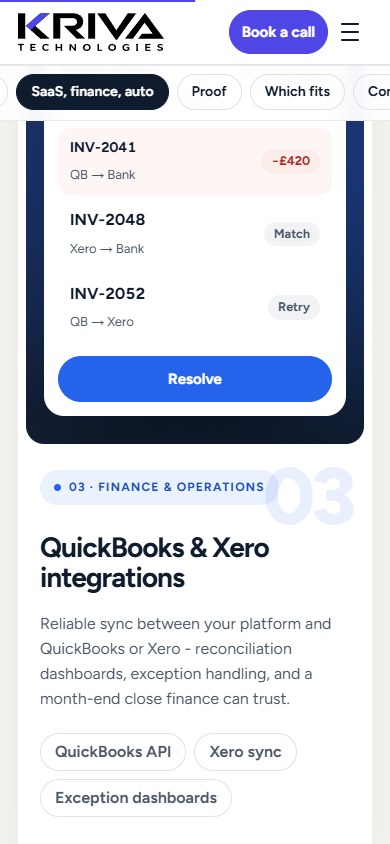 KRIVA
TECHNOLOGIES
Book a call
SaaS, finance, auto
Proof
Which fits
INV-2041
QB → Bank
−£420
INV-2048
Xero → Bank
Match
INV-2052
QB → Xero
Retry
Resolve
03 · FINANCE & OPERATIONS
03
QuickBooks & Xero
integrations
Reliable sync between your platform and
QuickBooks or Xero - reconciliation
dashboards, exception handling, and a
month-end close finance can trust.
QuickBooks API
Xero sync
Exception dashboards